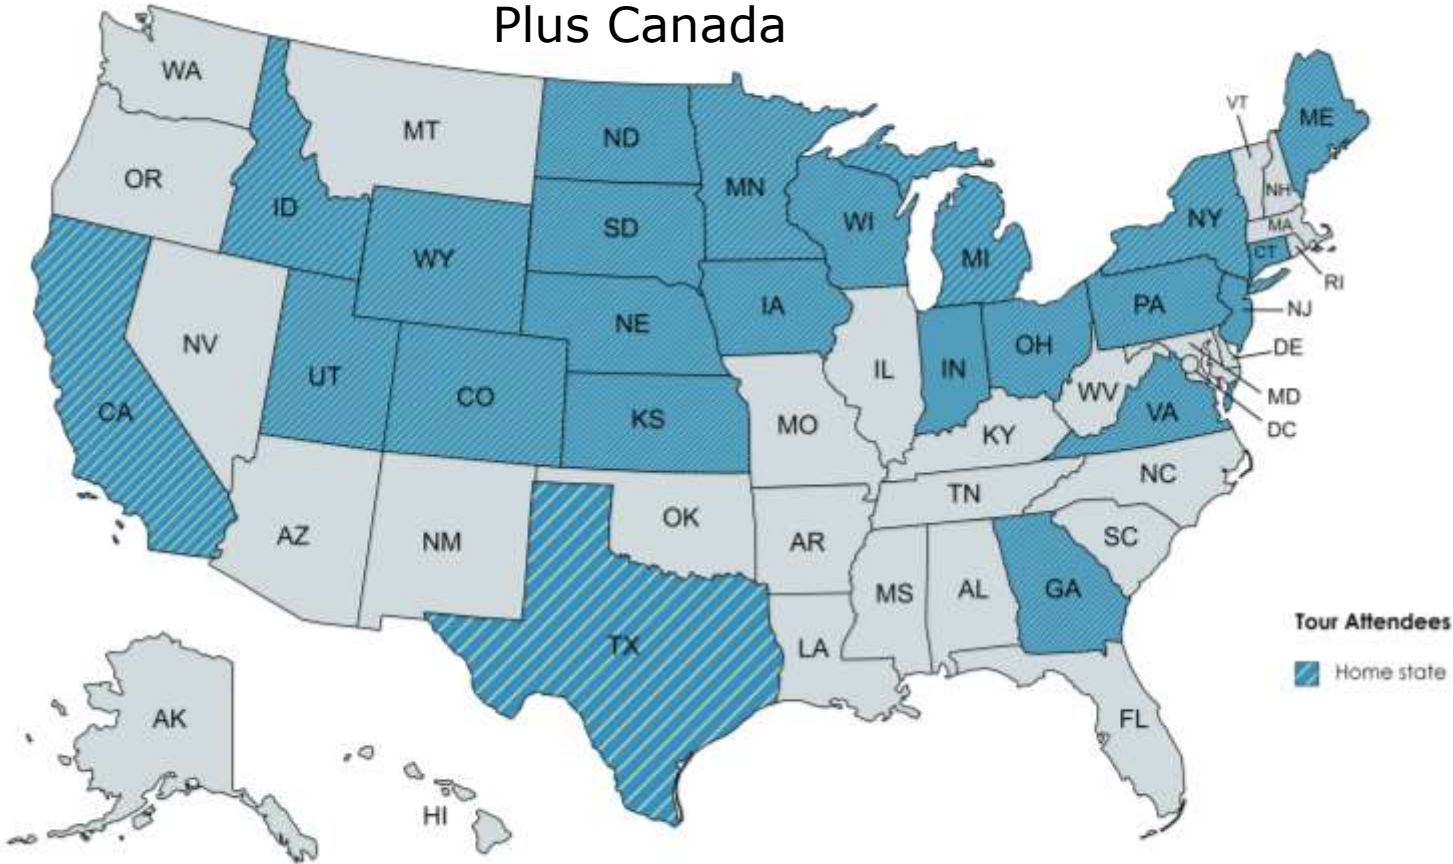 Plus Canada
WA
MT
ND
MN
ME
VT
OR
ID
SD
WI
NH
NY
MA
WY
MI
CT
RI
NE
IA
PA
NJ
NV
UT
CO
IL
IN
OH
DE
WV
MD
CA
KS
MO
KY
VA
DC
NC
TN
AZ
NM
OK
AR
SC
MS
AL
GA
TX
LA
Tour Attendees
Home state
AK
FL
HI